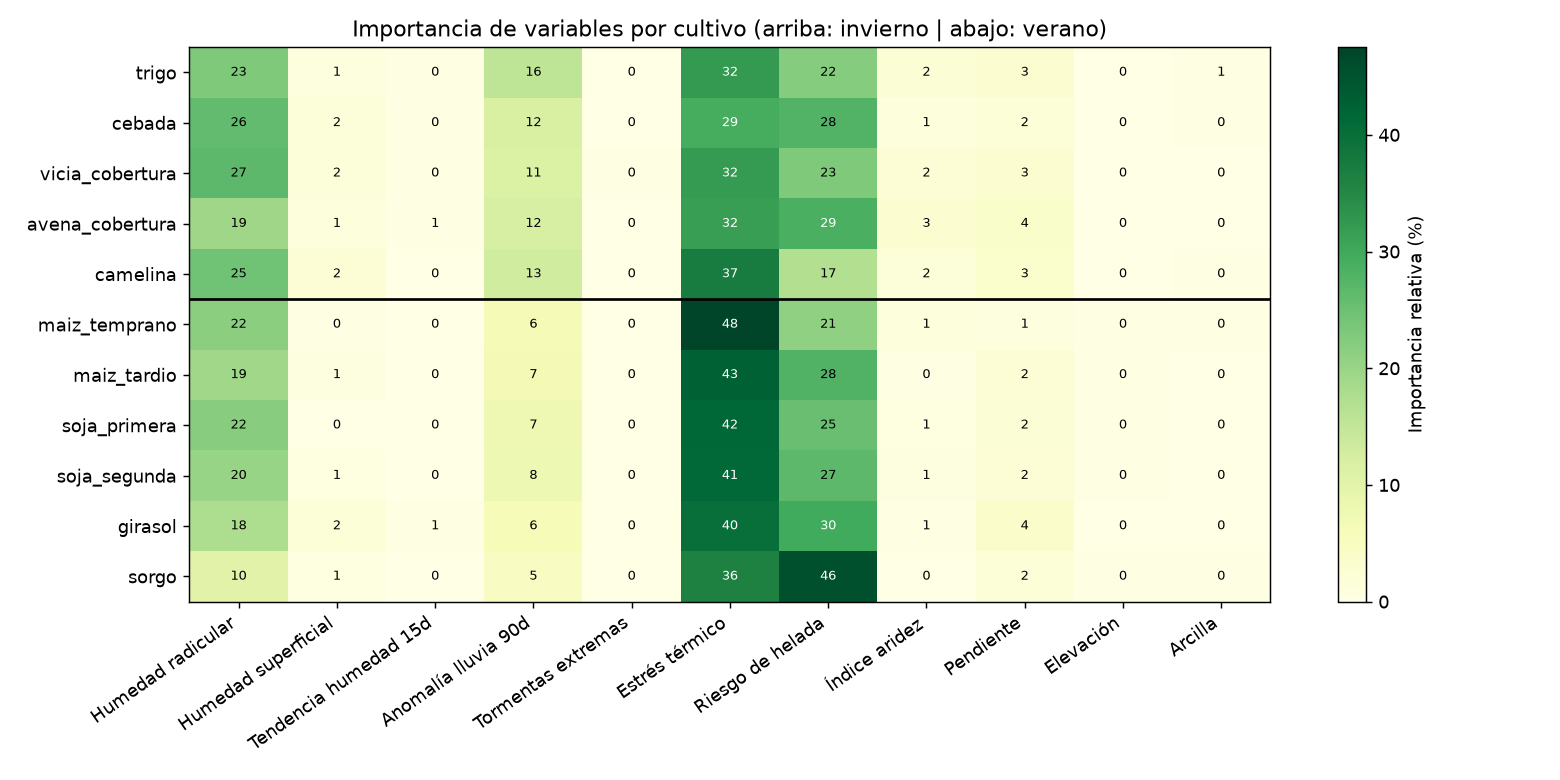 Importancia de variables por cultivo (arriba: invierno | abajo: verano)
trigo 23 1 0 16 0 32 22 2 3 0 1
cebada 26 2 0 12 0 29 28 1 2 0 0
vicia_cobertura 27 2 0 11 0 32 23 2 3 0 0
avena_cobertura 19 1 1 12 0 32 29 3 4 0 0
camelina 25 2 0 13 0 37 17 2 3 0 0
maiz_temprano 22 0 0 6 0 48 21 1 1 0 0
maiz_tardio 19 1 0 7 0 43 28 0 2 0 0
soja_primera 22 0 0 7 0 42 25 1 2 0 0
soja_segunda 20 1 0 8 0 41 27 1 2 0 0
girasol 18 2 1 6 0 40 30 1 4 0 0
sorgo 10 1 0 5 0 36 46 0 2 0 0
Humedad radicular
Humedad superficial
Tendencia humedad 15d
Anomalía lluvia 90d
Tormentas extremas
Estrés térmico
Riesgo de helada
Índice aridez
Pendiente
Elevación
Arcilla
40
30
20
10
0
Importancia relativa (%)